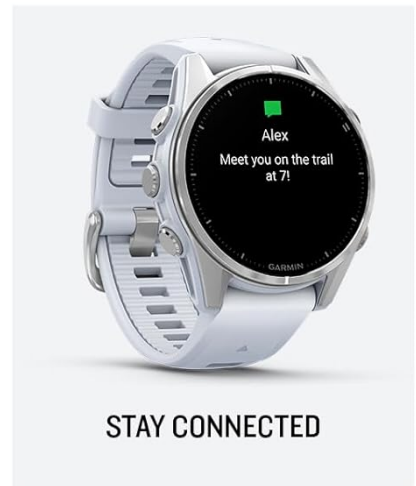 Alex
Meet you on the trail
at 7!
GARMIN
STAY CONNECTED